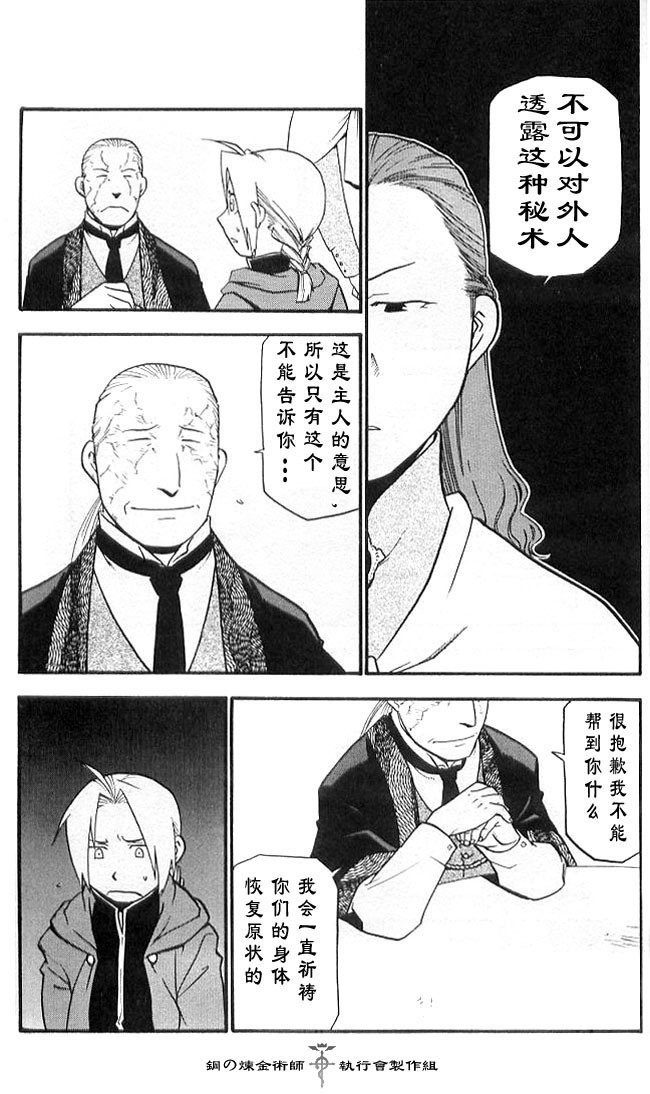 不可以对外人
透露这种秘术
这是主人的意思，
所以只有这个
不能告诉你…
很抱歉我不能
帮到你什么
我会一直祈祷
你们的身体
恢复原状的
鋼の煉金術師 執行會製作組